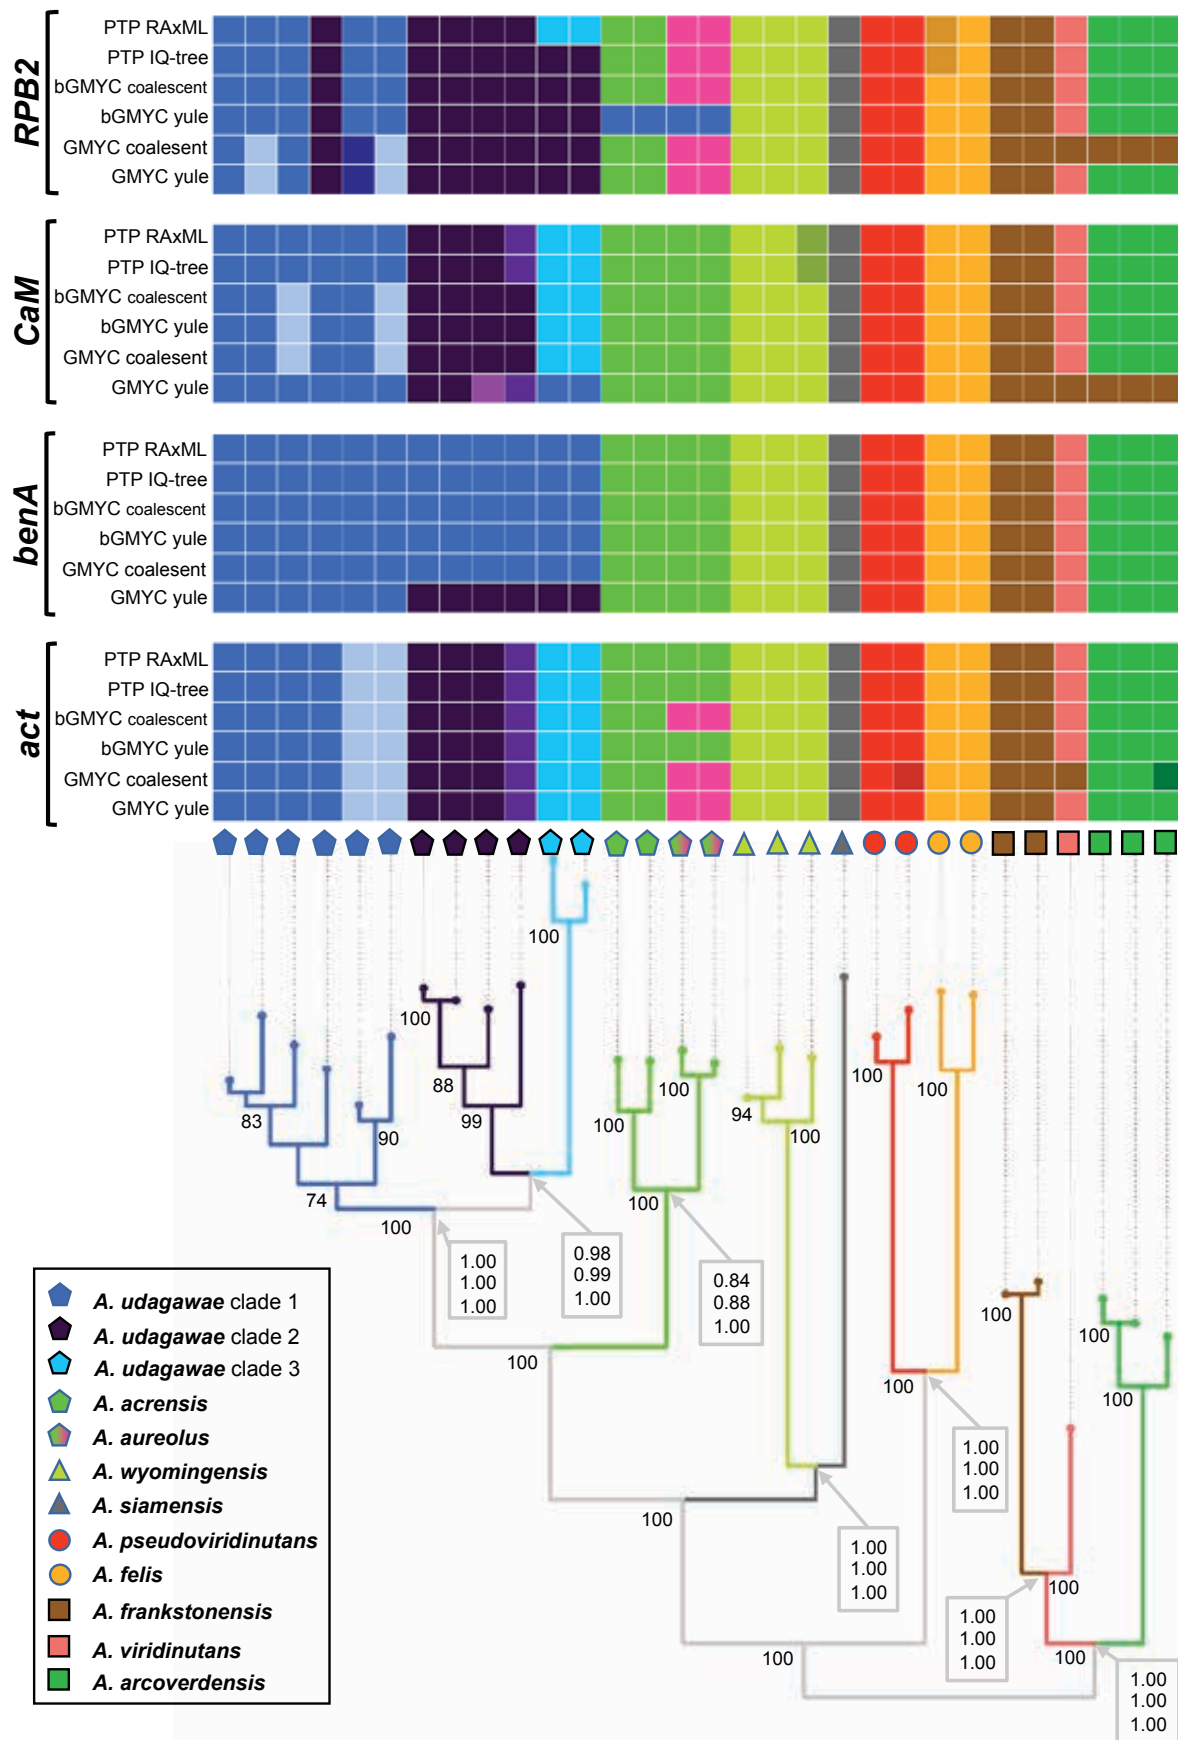 RPB2
PTP RAxML
PTP IQ-tree
bGMYC coalescent
bGMYC yule
GMYC coalesent
GMYC yule
CaM
PTP RAxML
PTP IQ-tree
bGMYC coalescent
bGMYC yule
GMYC coalesent
GMYC yule
benA
PTP RAxML
PTP IQ-tree
bGMYC coalescent
bGMYC yule
GMYC coalesent
GMYC yule
act
PTP RAxML
PTP IQ-tree
bGMYC coalescent
bGMYC yule
GMYC coalesent
GMYC yule
100
100
88
83
99
90
74
100
100
100
100
94
100
100
100
100
100
100
100
100
100
100
100
100
100
1.00
1.00
1.00
0.98
0.99
1.00
0.84
0.88
1.00
1.00
1.00
1.00
1.00
1.00
1.00
1.00
1.00
1.00
1.00
1.00
1.00
A. udagawae clade 1
A. udagawae clade 2
A. udagawae clade 3
A. acrensis
A. aureolus
A. wyomingensis
A. siamensis
A. pseudoviridinutans
A. felis
A. frankstonensis
A. viridinutans
A. arcoverdensis